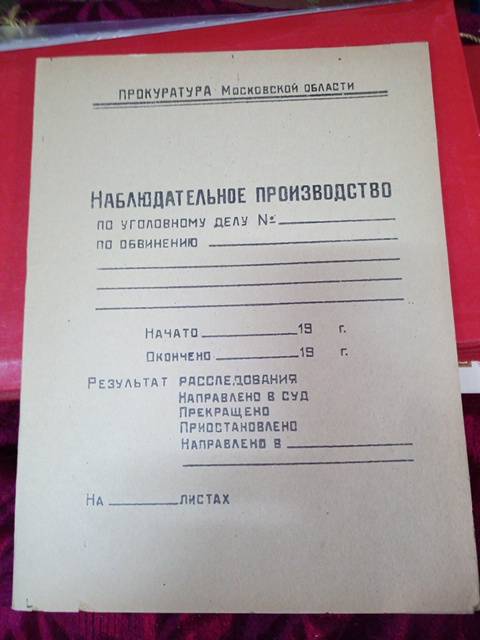 ПРОКУРАТУРА МОСКОВСКОЙ ОБЛАСТИ
НАБЛЮДАТЕЛЬНОЕ ПРОИЗВОДСТВО
ПО УГОЛОВНОМУ ДЕЛУ №
ПО ОБВИНЕНИЮ
НАЧАТО 19 г.
ОКОНЧЕНО 19 г.
РЕЗУЛЬТАТ РАССЛЕДОВАНИЯ
НАПРАВЛЕНО В СУД
ПРЕКРАЩЕНО
ПРИОСТАНОВЛЕНО
НАПРАВЛЕНО В
НА ЛИСТАХ